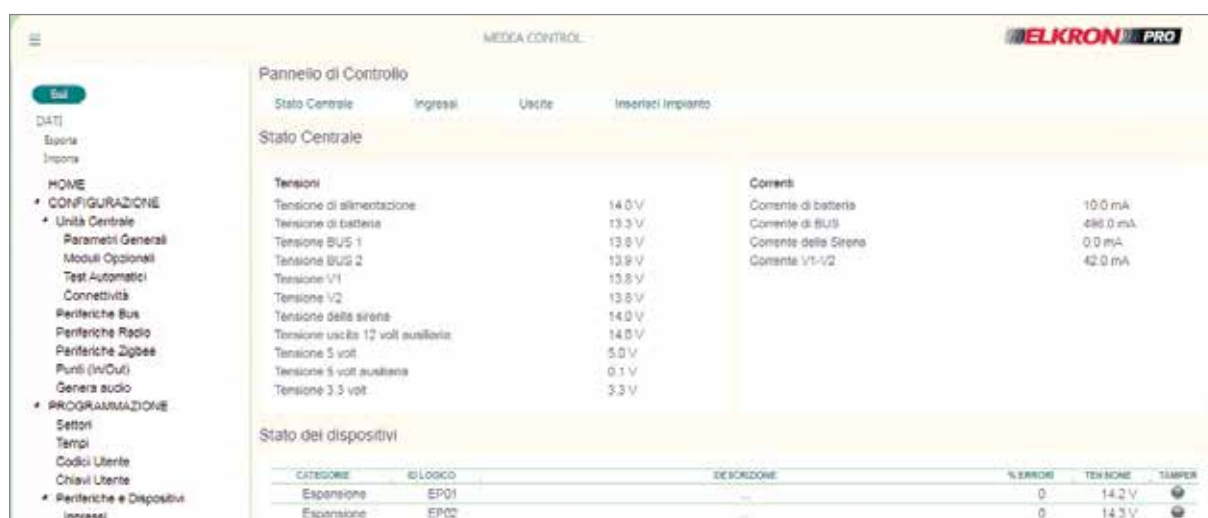 MEDEA CONTROL
ELKRON PRO
Esci
DATI
Esporta
Importa
HOME
CONFIGURAZIONE
Unità Centrale
Parametri Generali
Moduli Opzionali
Test Automatici
Connettività
Periferiche Bus
Periferiche Radio
Periferiche Zigbee
Punti (In/Out)
Genera audio
PROGRAMMAZIONE
Settori
Tempi
Codici Utente
Chiavi Utente
Periferiche e Dispositivi
Ingressi
Pannello di Controllo
Stato Centrale Ingressi Uscite Inserisci Impianto
Stato Centrale
Tensioni
Tensione di alimentazione 14.0 V
Tensione di batteria 13.3 V
Tensione BUS 1 13.8 V
Tensione BUS 2 13.9 V
Tensione V1 13.8 V
Tensione V2 13.8 V
Tensione della sirena 14.0 V
Tensione uscita 12 volt ausiliaria 14.0 V
Tensione 5 volt 5.0 V
Tensione 5 volt ausiliaria 0.1 V
Tensione 3.3 volt 3.3 V
Correnti
Corrente di batteria 10.0 mA
Corrente di BUS 496.0 mA
Corrente della Sirena 0.0 mA
Corrente V1-V2 42.0 mA
Stato dei dispositivi
CATEGORIE ID LOGICO DESCRIZIONE % ERRORI TENSIONE TAMPER
Espansione EP01 ... 0 14.2 V
Espansione EP02 ... 0 14.3 V